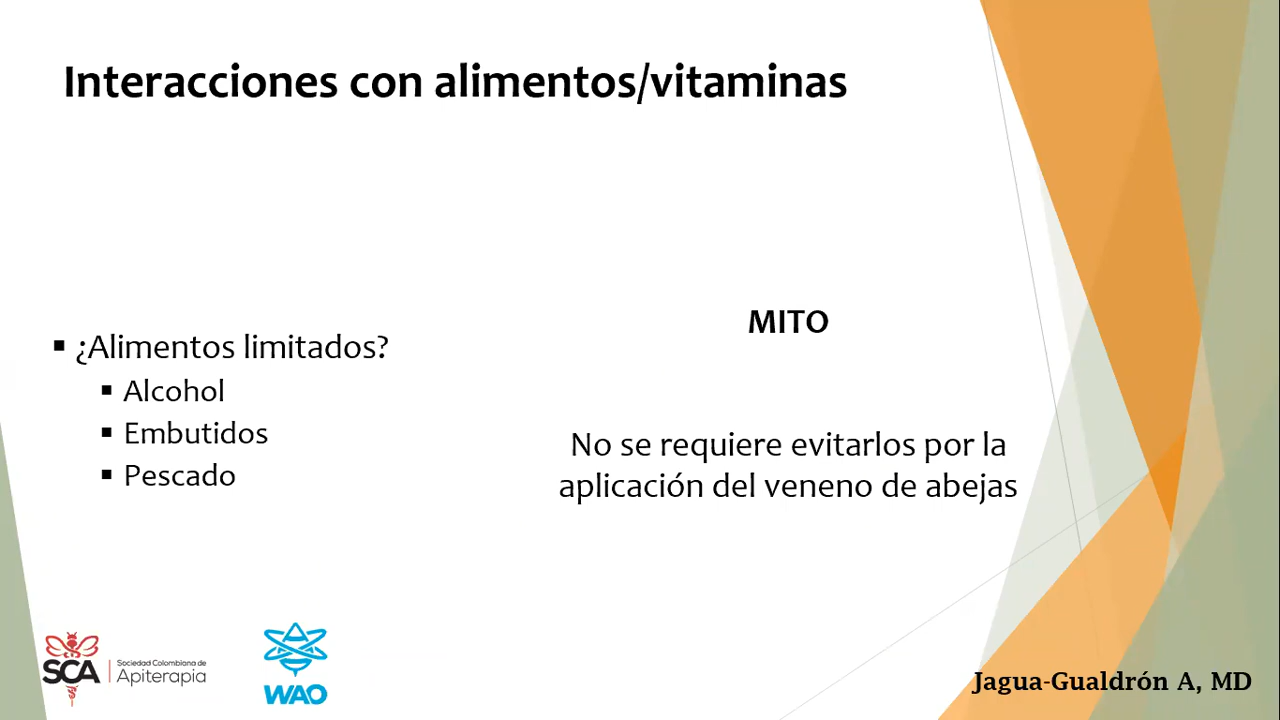 Interacciones con alimentos/vitaminas
▪ ¿Alimentos limitados?
▪ Alcohol
▪ Embutidos
▪ Pescado
MITO
No se requiere evitarlos por la
aplicación del veneno de abejas
SCA
Sociedad Colombiana de
Apiterapia
WAO
Jagua-Gualdrón A, MD